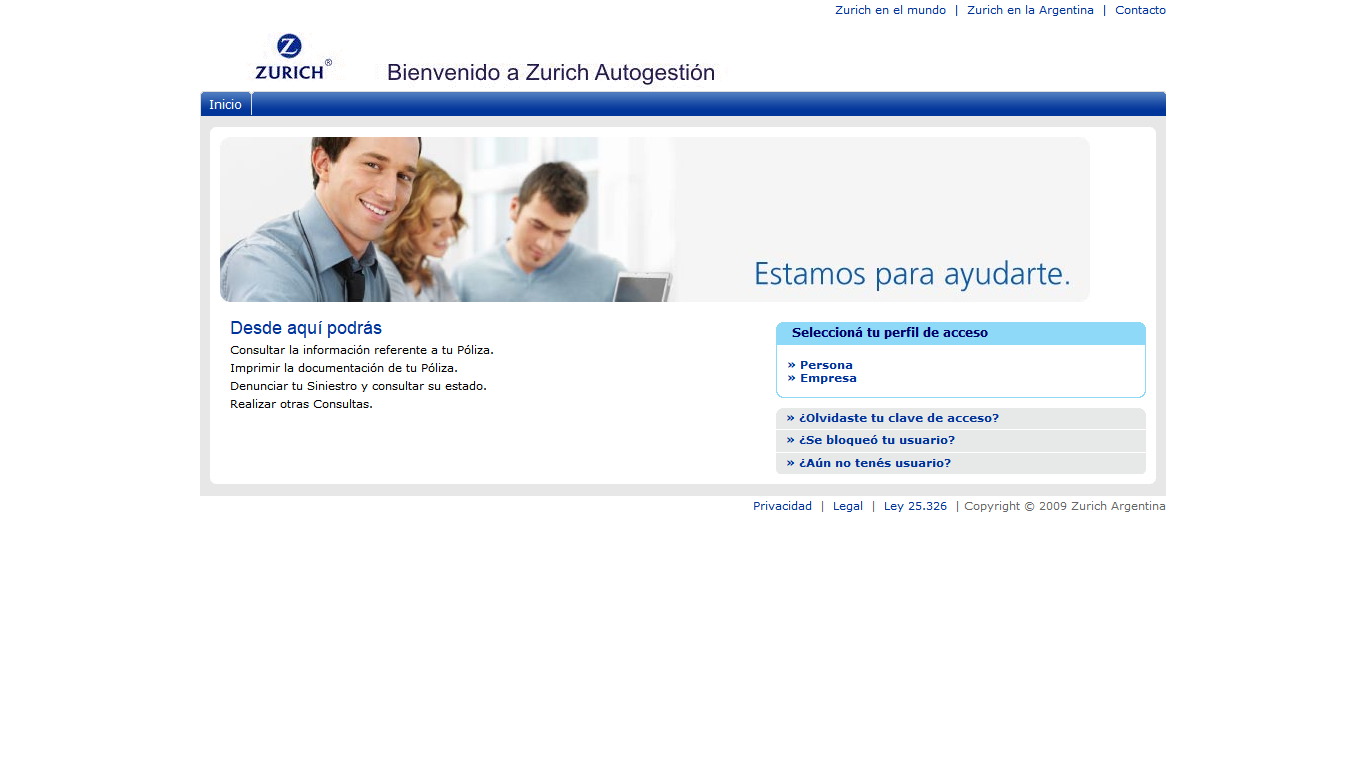 Zurich en el mundo | Zurich en la Argentina | Contacto
Z
ZURICH®
Bienvenido a Zurich Autogestión
Inicio
Estamos para ayudarte.
Desde aquí podrás
Consultar la información referente a tu Póliza.
Imprimir la documentación de tu Póliza.
Denunciar tu Siniestro y consultar su estado.
Realizar otras Consultas.
Seleccioná tu perfil de acceso
» Persona
» Empresa
» ¿Olvidaste tu clave de acceso?
» ¿Se bloqueó tu usuario?
» ¿Aún no tenés usuario?
Privacidad | Legal | Ley 25.326 | Copyright © 2009 Zurich Argentina